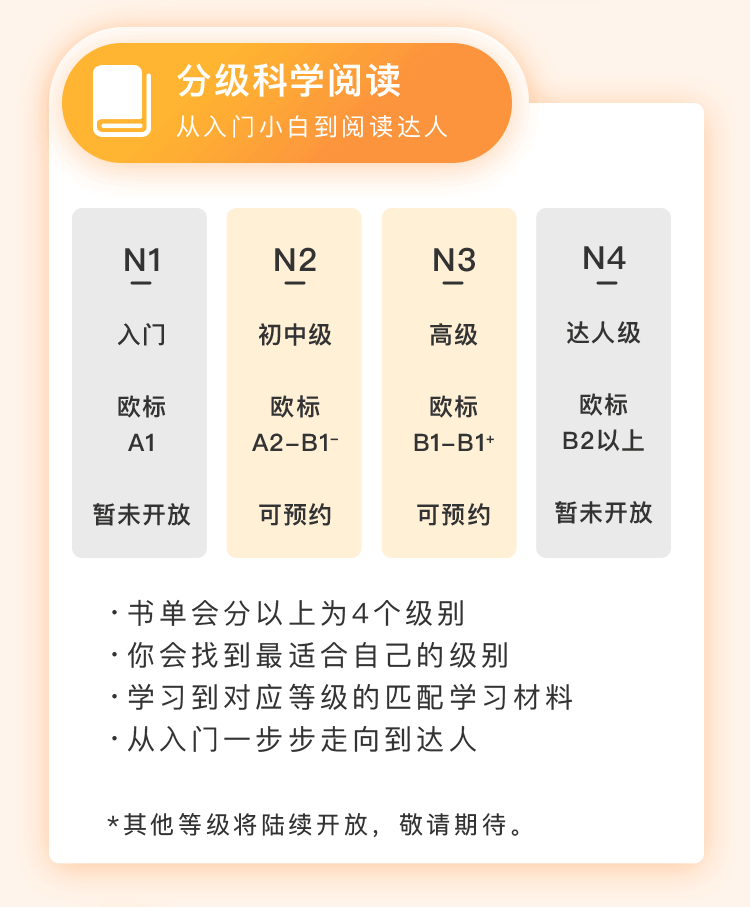 分级科学阅读
从入门小白到阅读达人
N1
入门
欧标
A1
暂未开放
N2
初中级
欧标
A2-B1⁻
可预约
N3
高级
欧标
B1-B1⁺
可预约
N4
达人级
欧标
B2以上
暂未开放
·书单会分以上为4个级别
·你会找到最适合自己的级别
·学习到对应等级的匹配学习材料
·从入门一步步走向到达人
*其他等级将陆续开放，敬请期待。